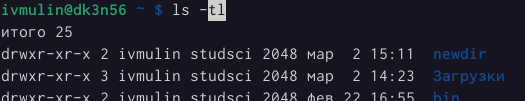 ivmulin@dk3n56 ~ $ ls -tl
итого 25
drwxr-xr-x 2 ivmulin studsci 2048 мар  2 15:11  newdir
drwxr-xr-x 3 ivmulin studsci 2048 мар  2 14:23  Загрузки
drwxr-xr-x 2 ivmulin studsci 2048 фев 22 16:55  bin